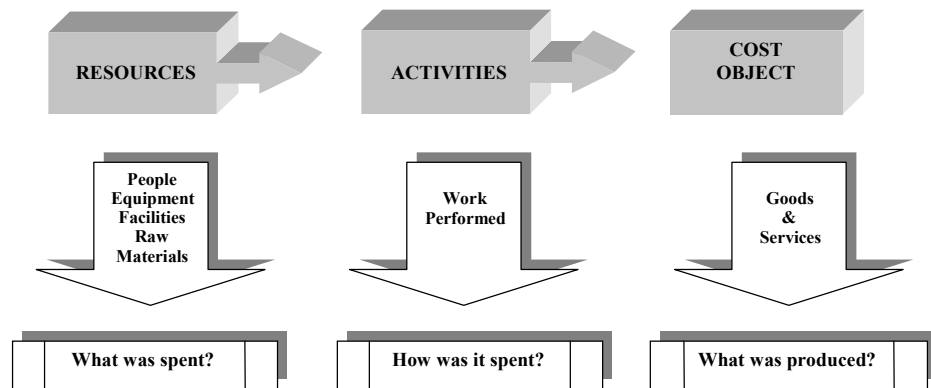 RESOURCES
ACTIVITIES
COST
OBJECT
People
Equipment
Facilities
Raw
Materials
Work
Performed
Goods
&
Services
What was spent?
How was it spent?
What was produced?